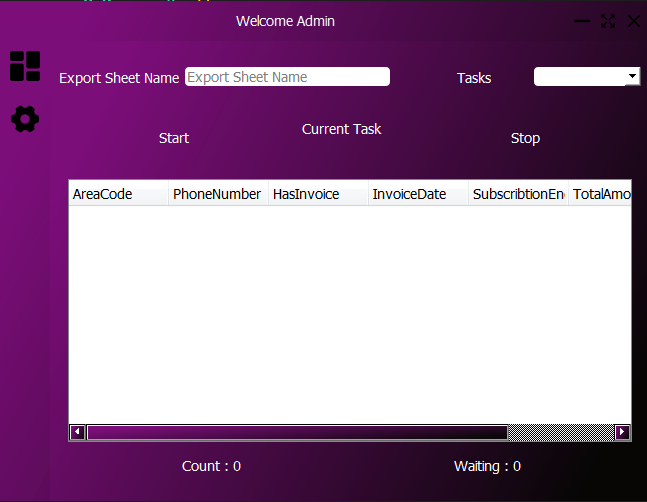 Welcome Admin
Export Sheet Name Export Sheet Name Tasks
Current Task
Start Stop
AreaCode PhoneNumber HasInvoice InvoiceDate SubscribtionEn TotalAmo
Count : 0 Waiting : 0